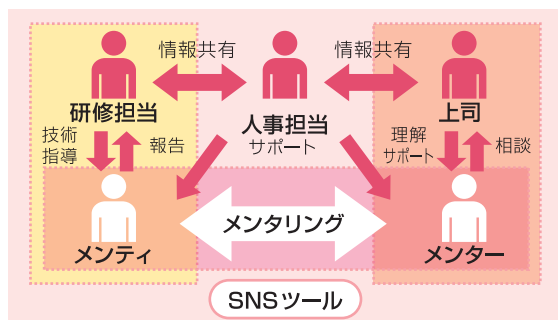 情報共有
情報共有
研修担当
人事担当
サポート
上司
技術
指導
報告
理解
サポート
相談
メンティ
メンタリング
メンター
SNSツール